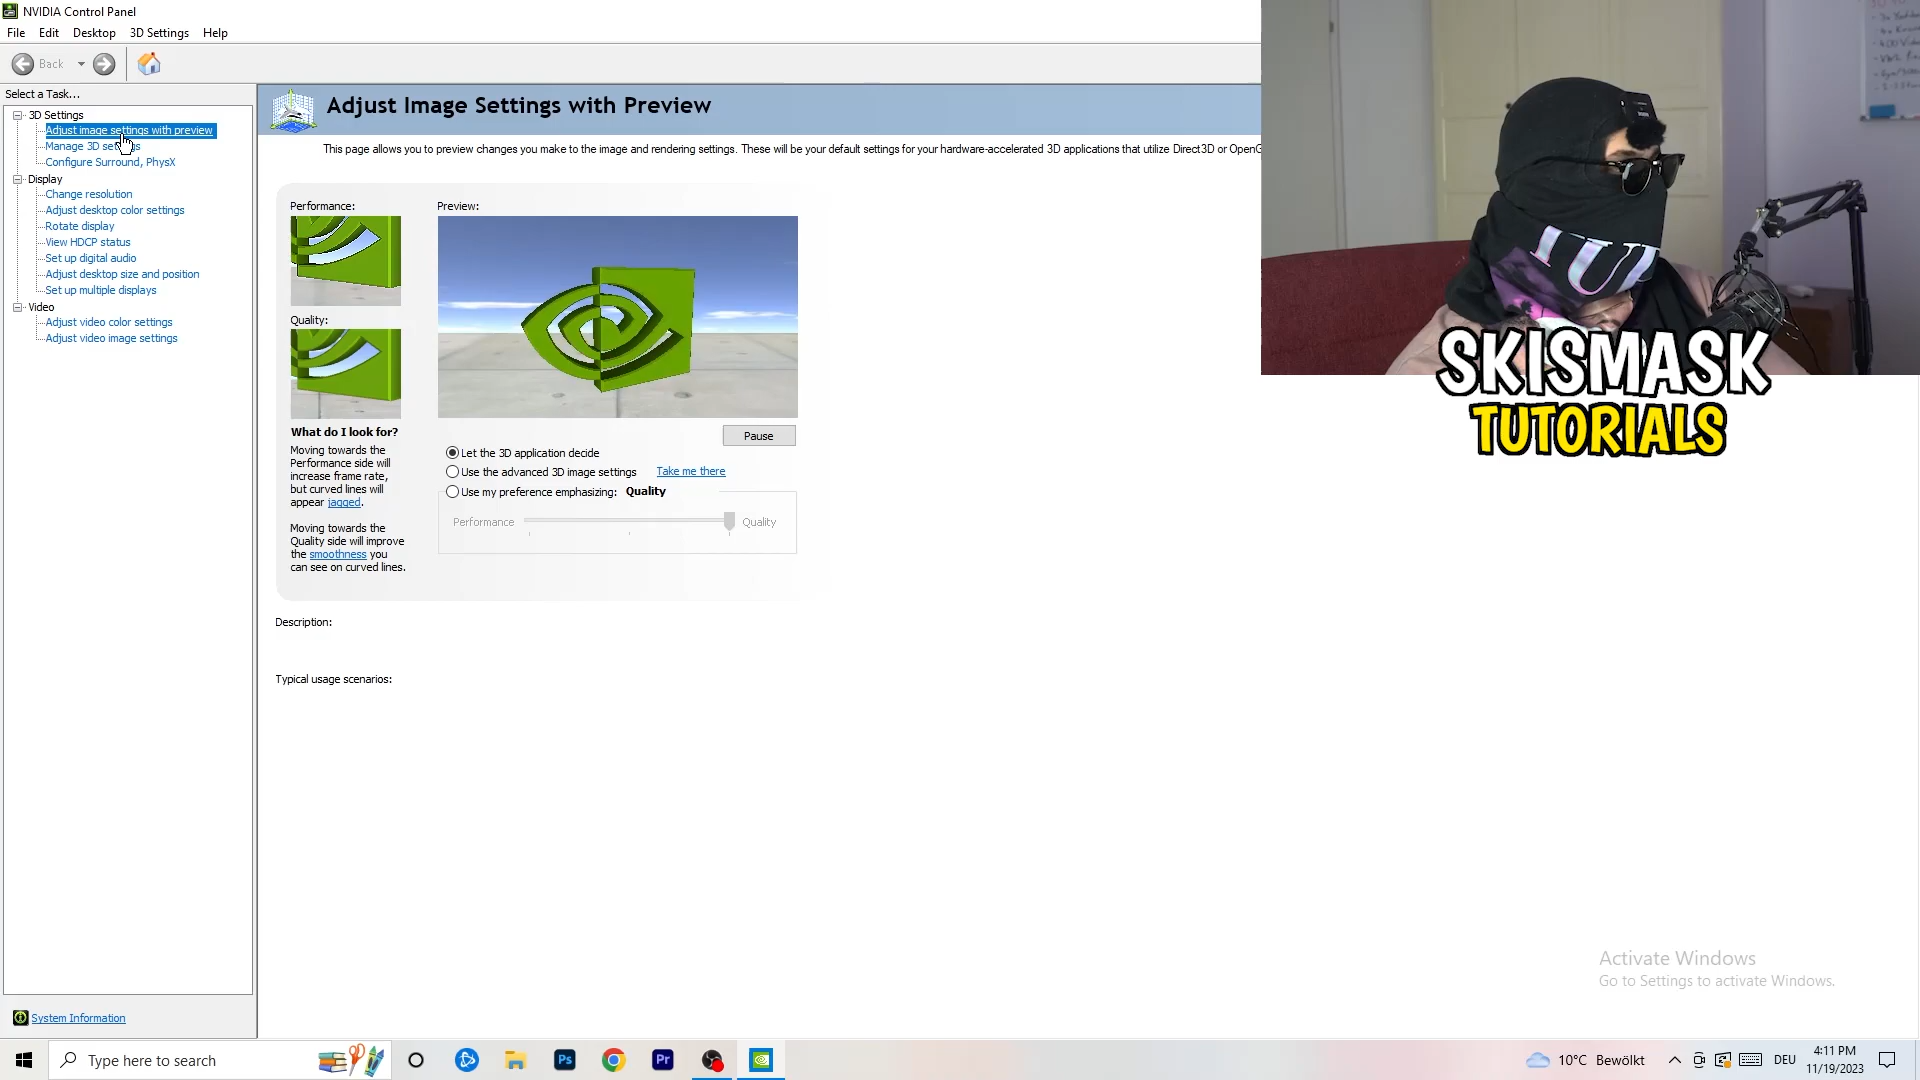 NVIDIA Control Panel
File Edit Desktop 3D Settings Help
Back
Select a Task...
3D Settings
Adjust image settings with preview
Manage 3D settings
Configure Surround, PhysX
Display
Change resolution
Adjust desktop color settings
Rotate display
View HDCP status
Set up digital audio
Adjust desktop size and position
Set up multiple displays
Video
Adjust video color settings
Adjust video image settings
System Information
Adjust Image Settings with Preview
This page allows you to preview changes you make to the image and rendering settings. These will be your default settings for your hardware-accelerated 3D applications that utilize Direct3D or OpenG
Performance:
Quality:
What do I look for?
Moving towards the
Performance side will
increase frame rate,
but curved lines will
appear jagged.
Moving towards the
Quality side will improve
the smoothness you
can see on curved lines.
Preview:
Pause
Let the 3D application decide
Use the advanced 3D image settings Take me there
Use my preference emphasizing: Quality
Performance Quality
Description:
Typical usage scenarios:
SKISMASK
TUTORIALS
Activate Windows
Go to Settings to activate Windows.
Type here to search
Ps
Pr
10°C Bewölkt
DEU
4:11 PM
11/19/2023